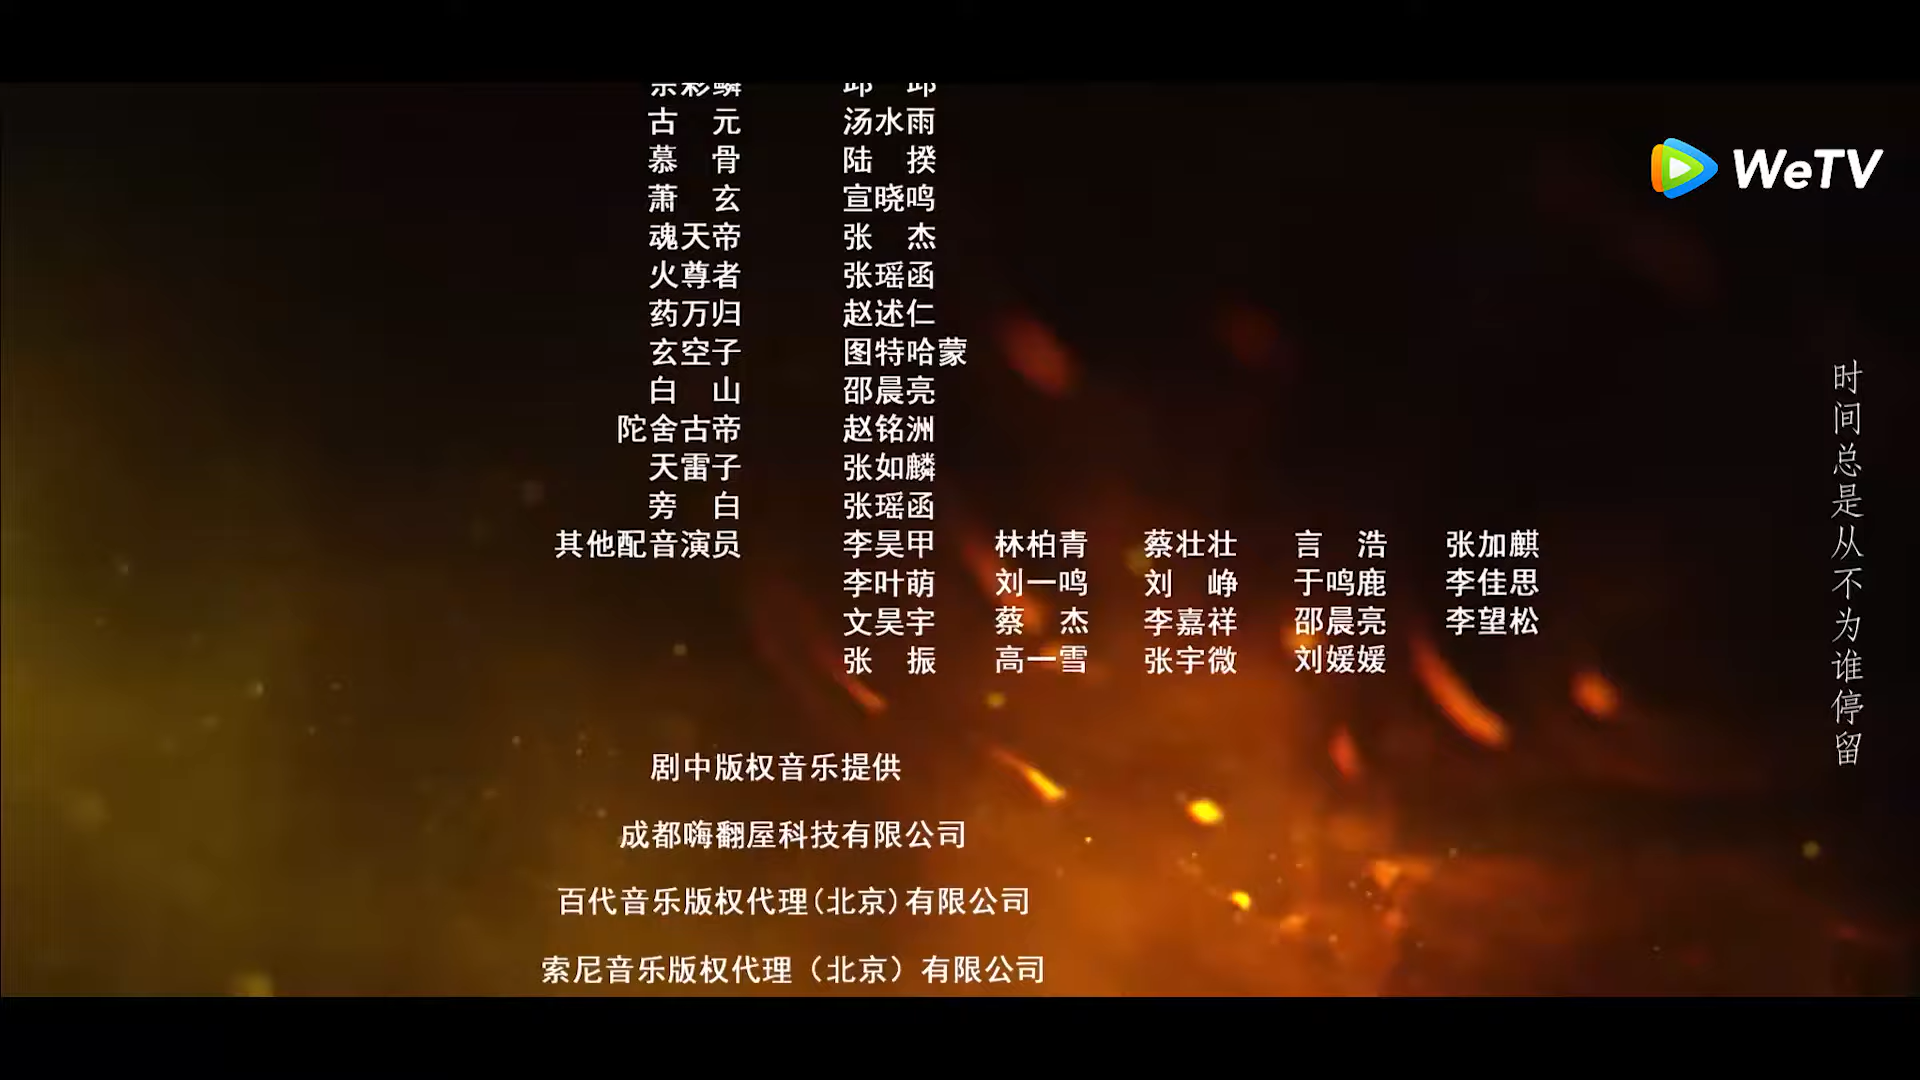 古 元 汤水雨
慕 骨 陆 揆
萧 玄 宣晓鸣
魂天帝 张 杰
火尊者 张瑶函
药万归 赵述仁
玄空子 图特哈蒙
白 山 邵晨亮
陀舍古帝 赵铭洲
天雷子 张如麟
旁 白 张瑶函
其他配音演员 李昊甲 林柏青 蔡壮壮 言 浩 张加麒
李叶萌 刘一鸣 刘 峥 于鸣鹿 李佳思
文昊宇 蔡 杰 李嘉祥 邵晨亮 李望松
张 振 高一雪 张宇微 刘媛媛
剧中版权音乐提供
成都嗨翻屋科技有限公司
百代音乐版权代理(北京)有限公司
索尼音乐版权代理（北京）有限公司
WeTV
时间总是从不为谁停留